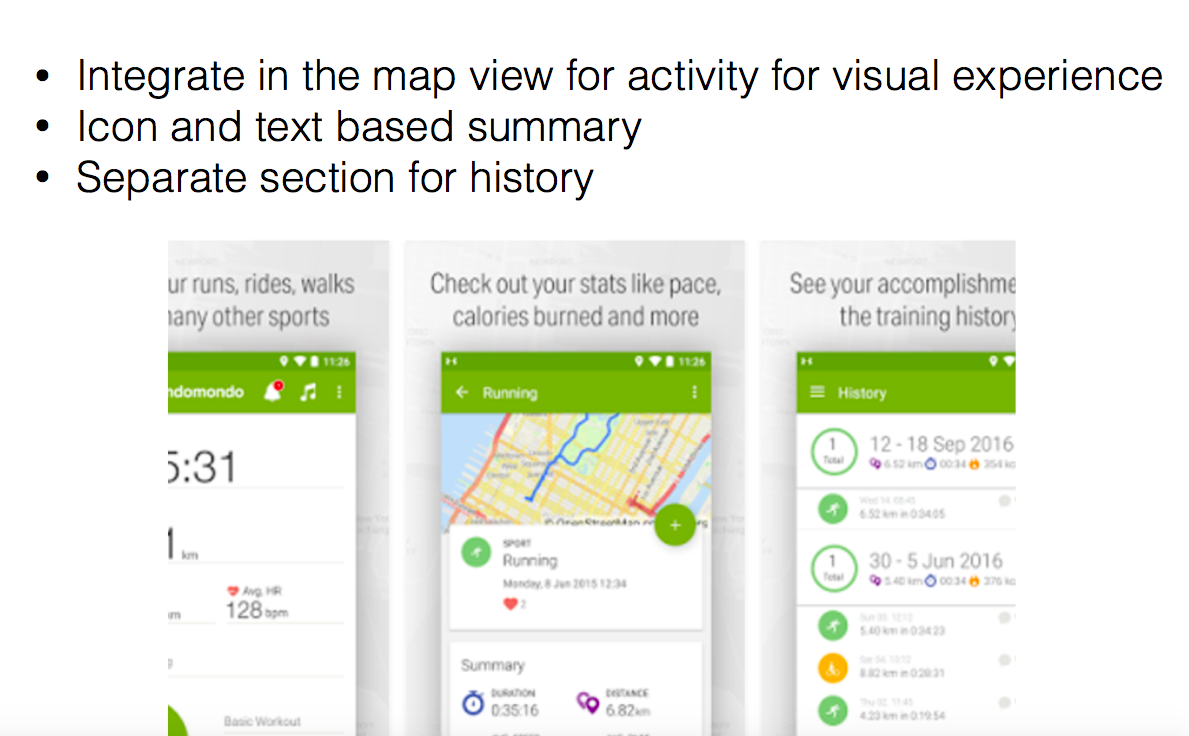 • Integrate in the map view for activity for visual experience
• Icon and text based summary
• Separate section for history
ur runs, rides, walks
any other sports
11:26
ndomondo
5:31
1 km
Avg. HR
128 bpm
Basic Workout
Check out your stats like pace,
calories burned and more
11:26
Running
© OpenStreetMap
SPORT
Running
Monday, 8 Jun 2015 12:34
2
Summary
DURATION
0:35:16
DISTANCE
6.82km
See your accomplishme
the training history
History
1
Total
12 - 18 Sep 2016
6.52 km 00:34 354 kc
Wed 14, 08:45
6.52 km in 0:34:05
1
Total
30 - 5 Jun 2016
5.40 km 00:34 376 kc
Sun 05, 12:12
5.40 km in 0:34:23
Sat 04, 13:12
8.82 km in 0:28:31
Thu 02, 11:45
4.23 km in 0:19:54